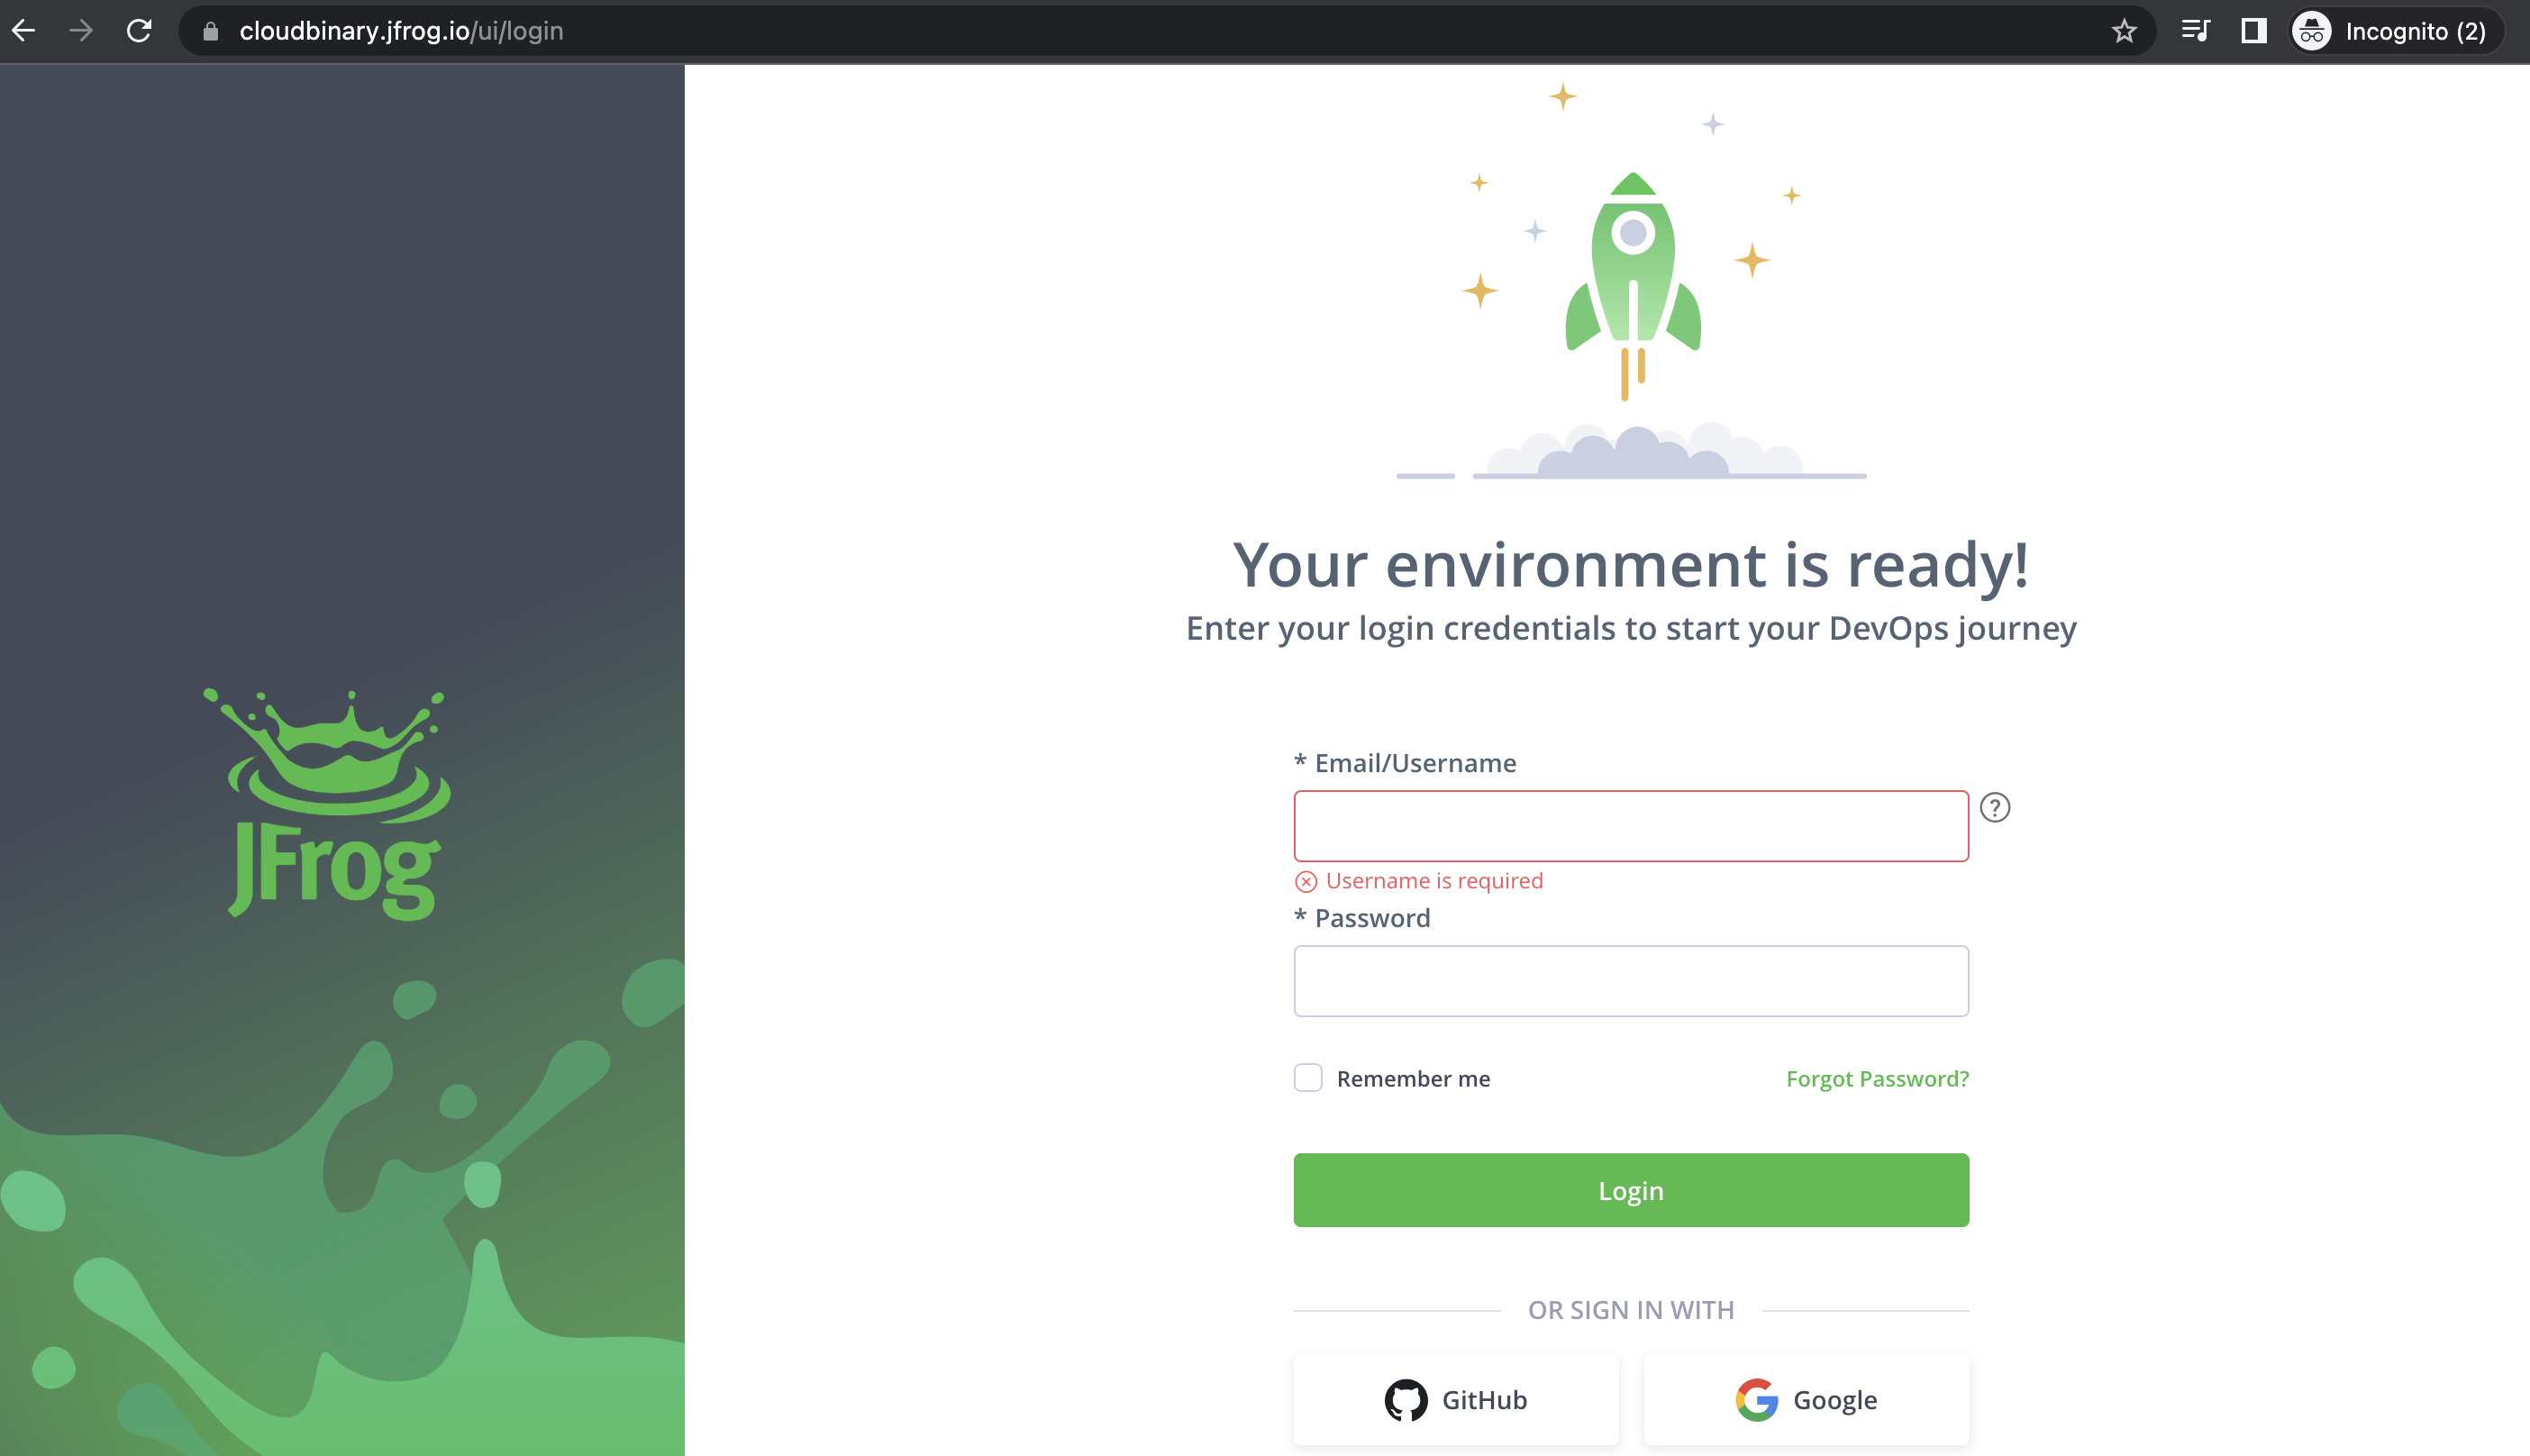 cloudbinary.jfrog.io/ui/login
Incognito (2)
JFrog
Your environment is ready!
Enter your login credentials to start your DevOps journey
* Email/Username
?
Username is required
* Password
Remember me
Forgot Password?
Login
OR SIGN IN WITH
GitHub
Google